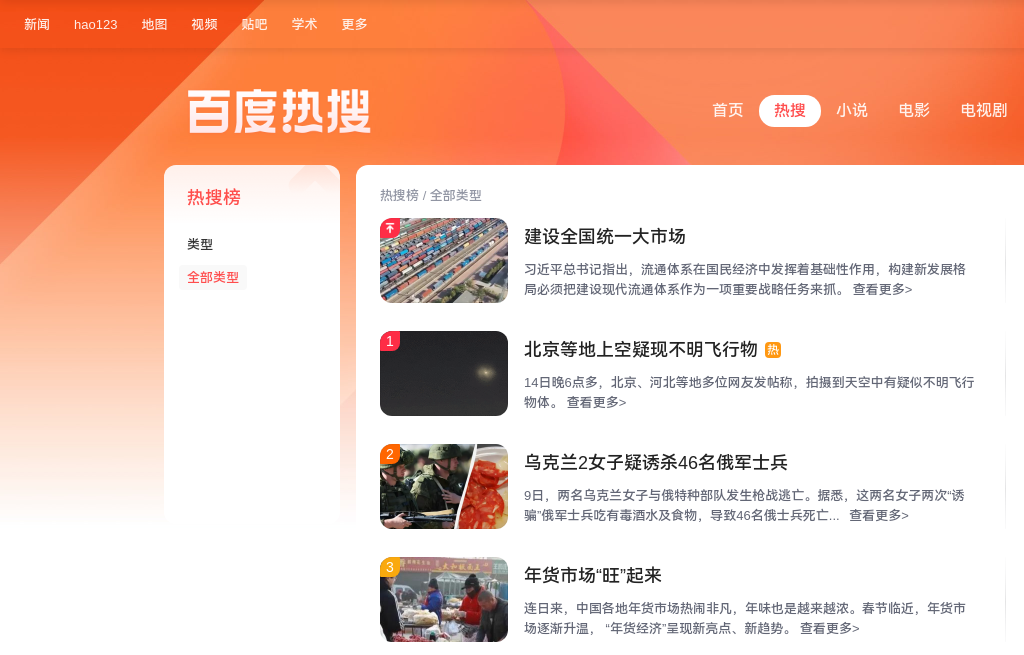 新闻 hao123 地图 视频 贴吧 学术 更多
百度热搜
首页 热搜 小说 电影 电视剧
热搜榜
类型
全部类型
热搜榜 / 全部类型
建设全国统一大市场
习近平总书记指出，流通体系在国民经济中发挥着基础性作用，构建新发展格
局必须把建设现代流通体系作为一项重要战略任务来抓。 查看更多>
1
北京等地上空疑现不明飞行物 热
14日晚6点多，北京、河北等地多位网友发帖称，拍摄到天空中有疑似不明飞行
物体。 查看更多>
2
乌克兰2女子疑诱杀46名俄军士兵
9日，两名乌克兰女子与俄特种部队发生枪战逃亡。据悉，这两名女子两次“诱
骗”俄军士兵吃有毒酒水及食物，导致46名俄士兵死亡... 查看更多>
3
年货市场“旺”起来
连日来，中国各地年货市场热闹非凡，年味也是越来越浓。春节临近，年货市
场逐渐升温， “年货经济”呈现新亮点、新趋势。 查看更多>